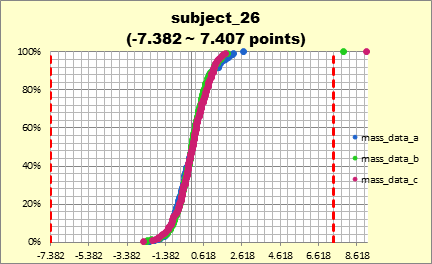 subject_26
(-7.382 ~ 7.407 points)
100%
80%
60%
40%
20%
0%
mass_data_a
mass_data_b
mass_data_c
-7.382 -5.382 -3.382 -1.382 0.618 2.618 4.618 6.618 8.618